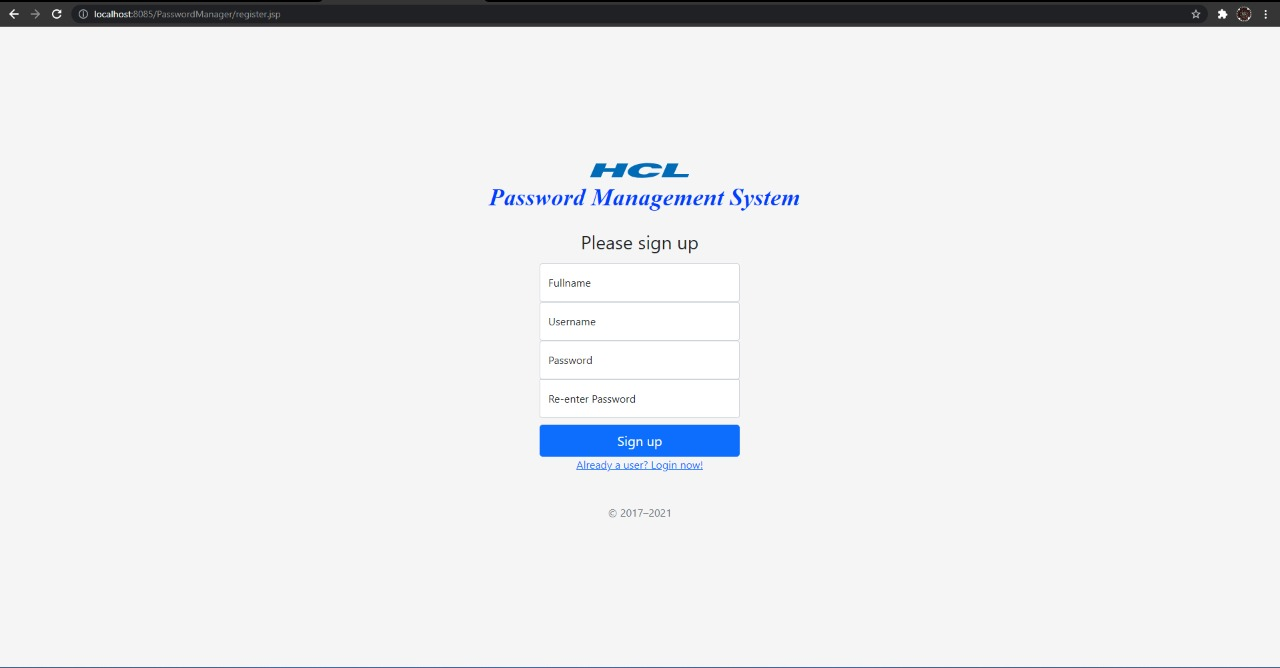 localhost:8085/PasswordManager/register.jsp
HCL
Password Management System
Please sign up
Fullname
Username
Password
Re-enter Password
Sign up
Already a user? Login now!
© 2017–2021